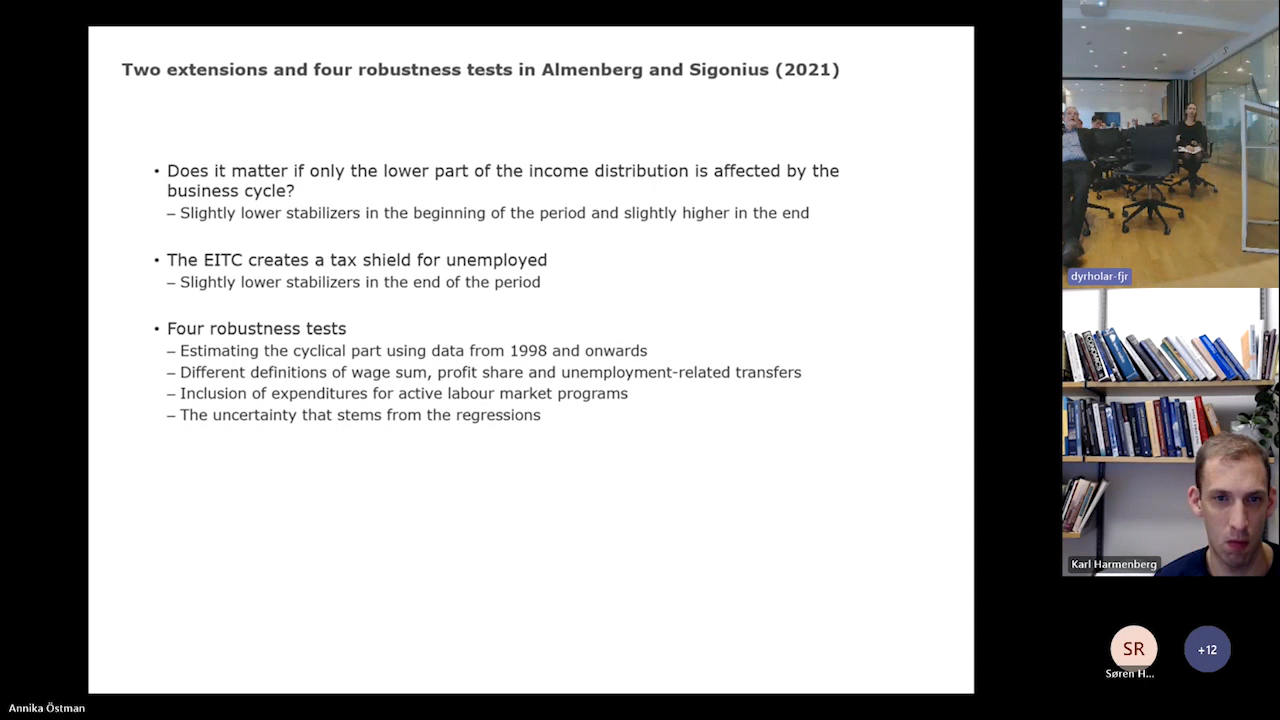 Two extensions and four robustness tests in Almenberg and Sigonius (2021)
• Does it matter if only the lower part of the income distribution is affected by the
business cycle?
– Slightly lower stabilizers in the beginning of the period and slightly higher in the end
• The EITC creates a tax shield for unemployed
– Slightly lower stabilizers in the end of the period
• Four robustness tests
– Estimating the cyclical part using data from 1998 and onwards
– Different definitions of wage sum, profit share and unemployment-related transfers
– Inclusion of expenditures for active labour market programs
– The uncertainty that stems from the regressions
dyrholar-fjr
Karl Harmenberg
SR
+12
Søren H...
Annika Östman